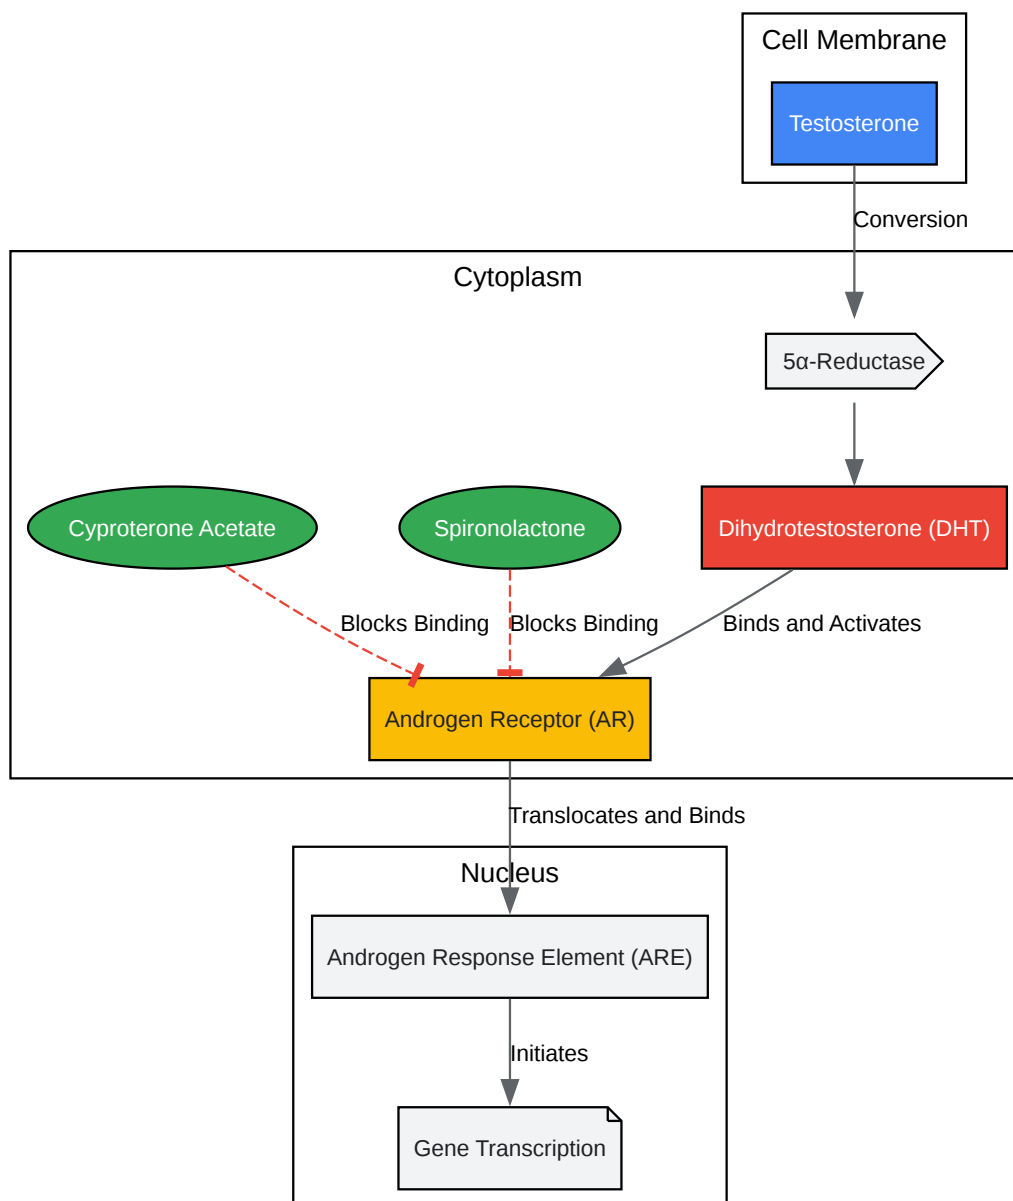 Cell Membrane
Testosterone
Conversion
Cytoplasm
5α-Reductase
Cyproterone Acetate
Spironolactone
Dihydrotestosterone (DHT)
Blocks Binding
Blocks Binding
Binds and Activates
Androgen Receptor (AR)
Translocates and Binds
Nucleus
Androgen Response Element (ARE)
Initiates
Gene Transcription